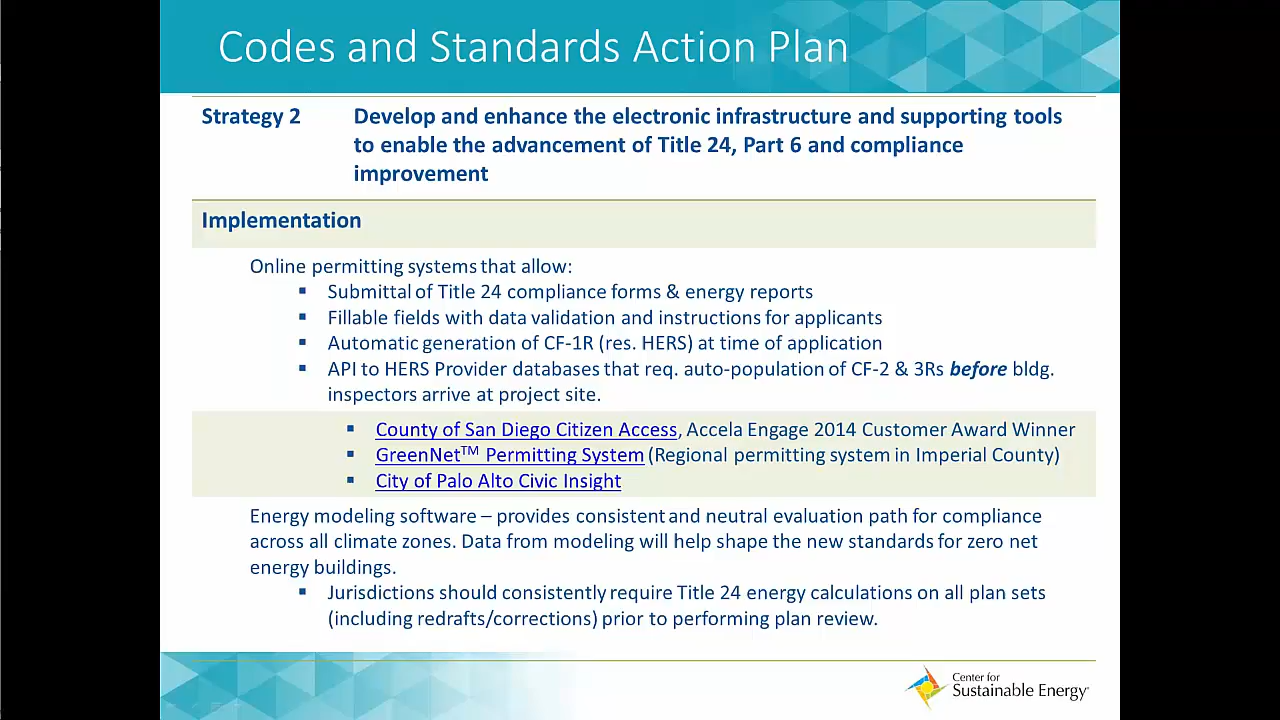 Codes and Standards Action Plan
Strategy 2
Develop and enhance the electronic infrastructure and supporting tools
to enable the advancement of Title 24, Part 6 and compliance
improvement
Implementation
Online permitting systems that allow:
▪ Submittal of Title 24 compliance forms & energy reports
▪ Fillable fields with data validation and instructions for applicants
▪ Automatic generation of CF-1R (res. HERS) at time of application
▪ API to HERS Provider databases that req. auto-population of CF-2 & 3Rs before bldg.
inspectors arrive at project site.
▪ County of San Diego Citizen Access, Accela Engage 2014 Customer Award Winner
▪ GreenNet™ Permitting System (Regional permitting system in Imperial County)
▪ City of Palo Alto Civic Insight
Energy modeling software – provides consistent and neutral evaluation path for compliance
across all climate zones. Data from modeling will help shape the new standards for zero net
energy buildings.
▪ Jurisdictions should consistently require Title 24 energy calculations on all plan sets
(including redrafts/corrections) prior to performing plan review.
Center for
Sustainable Energy®